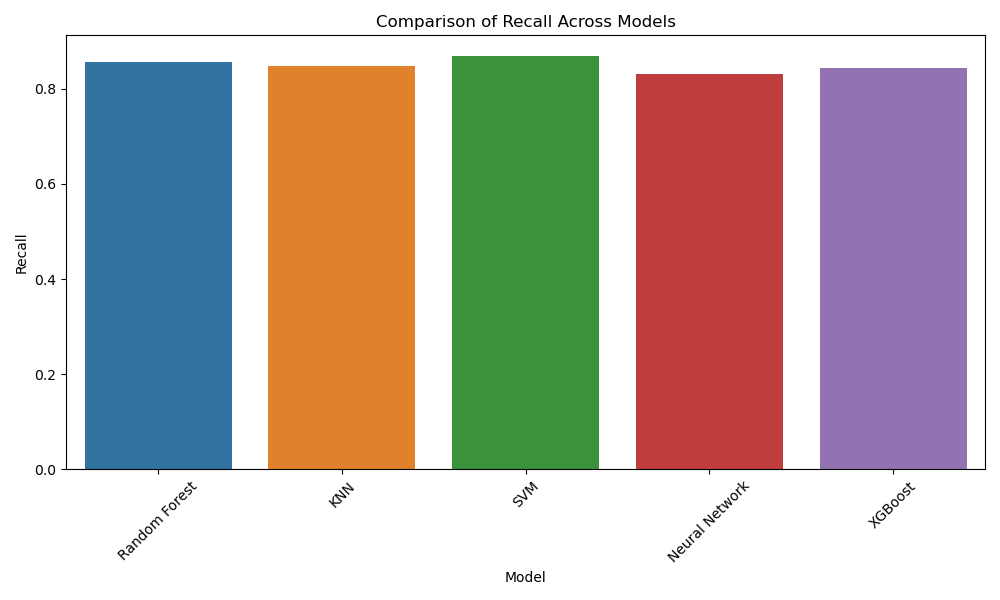 Comparison of Recall Across Models
Recall
0.8
0.6
0.4
0.2
0.0
Random Forest
KNN
SVM
Neural Network
XGBoost
Model